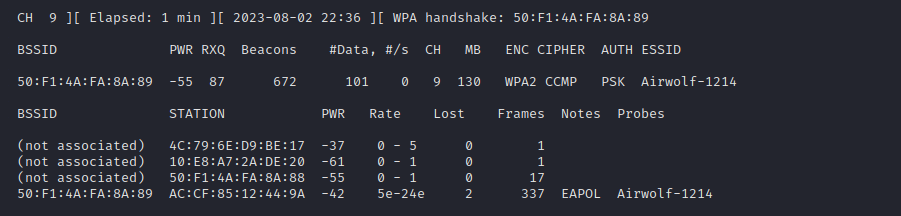 CH  9 ][ Elapsed: 1 min ][ 2023-08-02 22:36 ][ WPA handshake: 50:F1:4A:FA:8A:89
BSSID              PWR RXQ  Beacons    #Data, #/s  CH   MB   ENC CIPHER  AUTH ESSID
50:F1:4A:FA:8A:89  -55  87      672      101    0   9  130   WPA2 CCMP   PSK  Airwolf-1214
BSSID              STATION            PWR   Rate    Lost    Frames  Notes  Probes
(not associated)   4C:79:6E:D9:BE:17  -37    0 - 5      0        1
(not associated)   10:E8:A7:2A:DE:20  -61    0 - 1      0        1
(not associated)   50:F1:4A:FA:8A:88  -55    0 - 1      0       17
50:F1:4A:FA:8A:89  AC:CF:85:12:44:9A  -42    5e-24e     2      337  EAPOL  Airwolf-1214